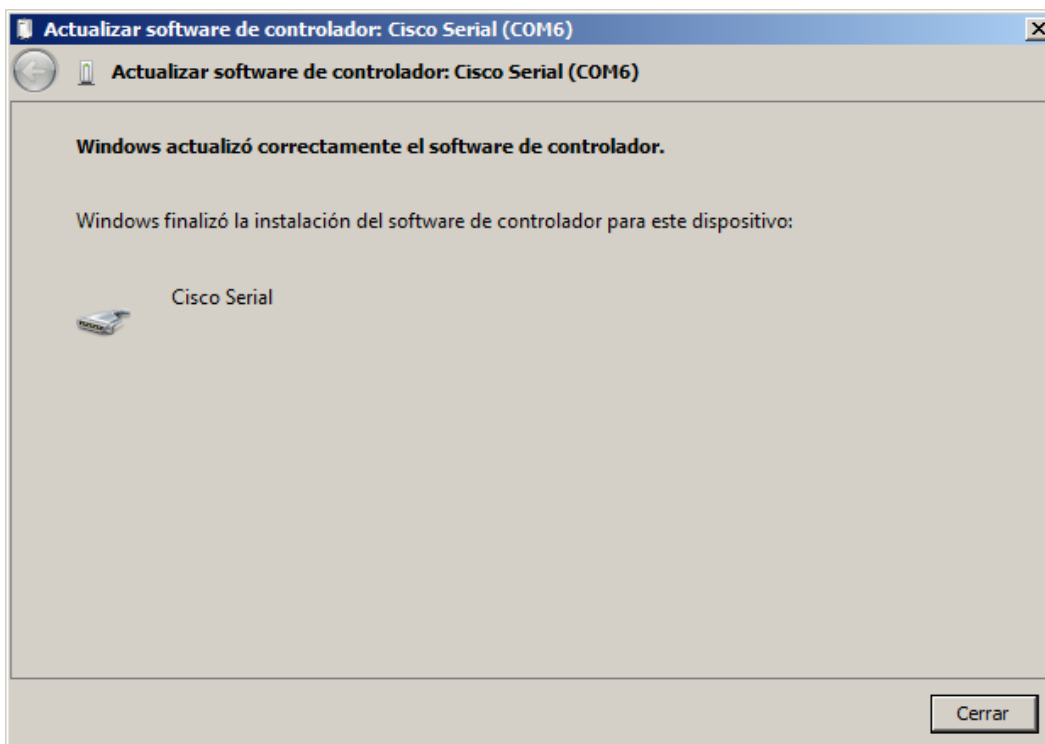 Actualizar software de controlador: Cisco Serial (COM6)
Actualizar software de controlador: Cisco Serial (COM6)
Windows actualizó correctamente el software de controlador.
Windows finalizó la instalación del software de controlador para este dispositivo:
Cisco Serial
Cerrar